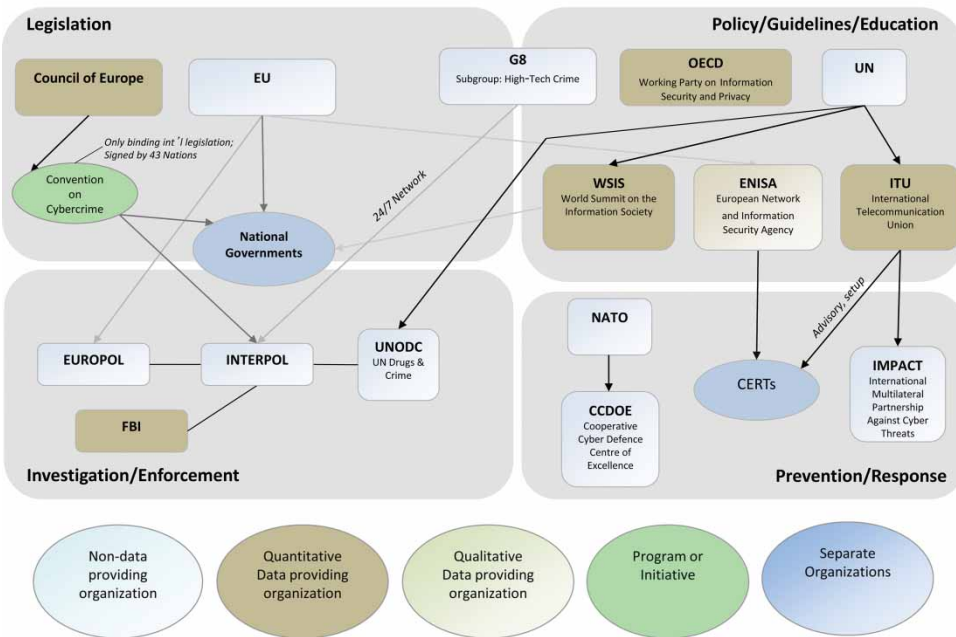 Legislation
Policy/Guidelines/Education
Council of Europe
EU
G8
Subgroup: High-Tech Crime
OECD
Working Party on Information
Security and Privacy
UN
Only binding int´l legislation;
Signed by 43 Nations
Convention
on
Cybercrime
National
Governments
24/7 Network
WSIS
World Summit on the
Information Society
ENISA
European Network
and Information
Security Agency
ITU
International
Telecommunication
Union
EUROPOL
INTERPOL
UNODC
UN Drugs &
Crime
FBI
Investigation/Enforcement
NATO
CCDOE
Cooperative
Cyber Defence
Centre of
Excellence
CERTs
Advisory, setup
IMPACT
International
Multilateral
Partnership
Against Cyber
Threats
Prevention/Response
Non-data
providing
organization
Quantitative
Data providing
organization
Qualitative
Data providing
organization
Program or
Initiative
Separate
Organizations